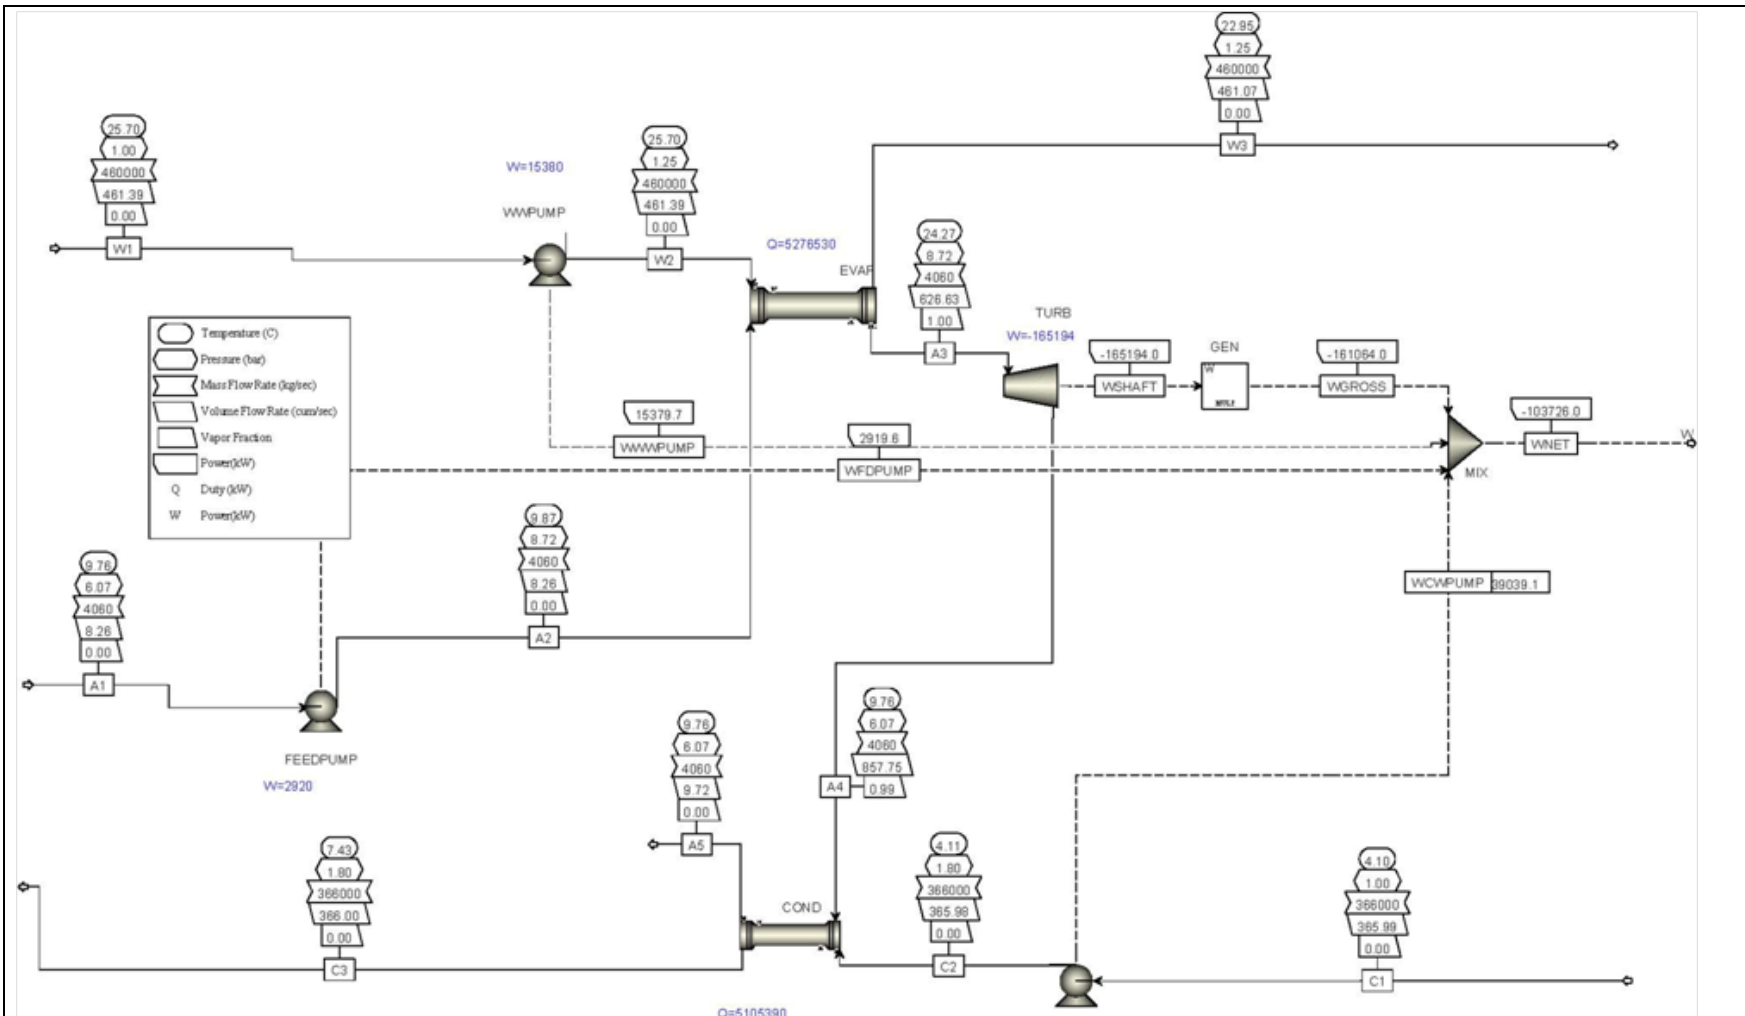 22.95
1.25
460000
461.07
0.00
W3
25.70
1.00
460000
461.39
0.00
W1
W=15380
WWPUMP
25.70
1.25
460000
461.39
0.00
W2
Q=5276530
EVAP
24.27
8.72
4060
626.63
1.00
A3
TURB
W=-165194
-165194.0
WSHAFT
GEN
W
MULT
-161064.0
WGROSS
-103726.0
WNET
W
MIX
Temperature (C)
Pressure (bar)
Mass Flow Rate (kg/sec)
Volume Flow Rate (cum/sec)
Vapor Fraction
Power(kW)
Q Duty (kW)
W Power(kW)
15379.7
WWWPUMP
2919.6
WFDPUMP
9.87
8.72
4060
8.26
0.00
A2
9.76
6.07
4060
8.26
0.00
A1
FEEDPUMP
W=2920
WCWPUMP 39039.1
9.76
6.07
4060
857.75
0.99
A4
9.76
6.07
4060
9.72
0.00
A5
7.43
1.80
366000
366.00
0.00
C3
COND
Q=5105390
4.11
1.80
366000
365.98
0.00
C2
4.10
1.00
366000
365.99
0.00
C1